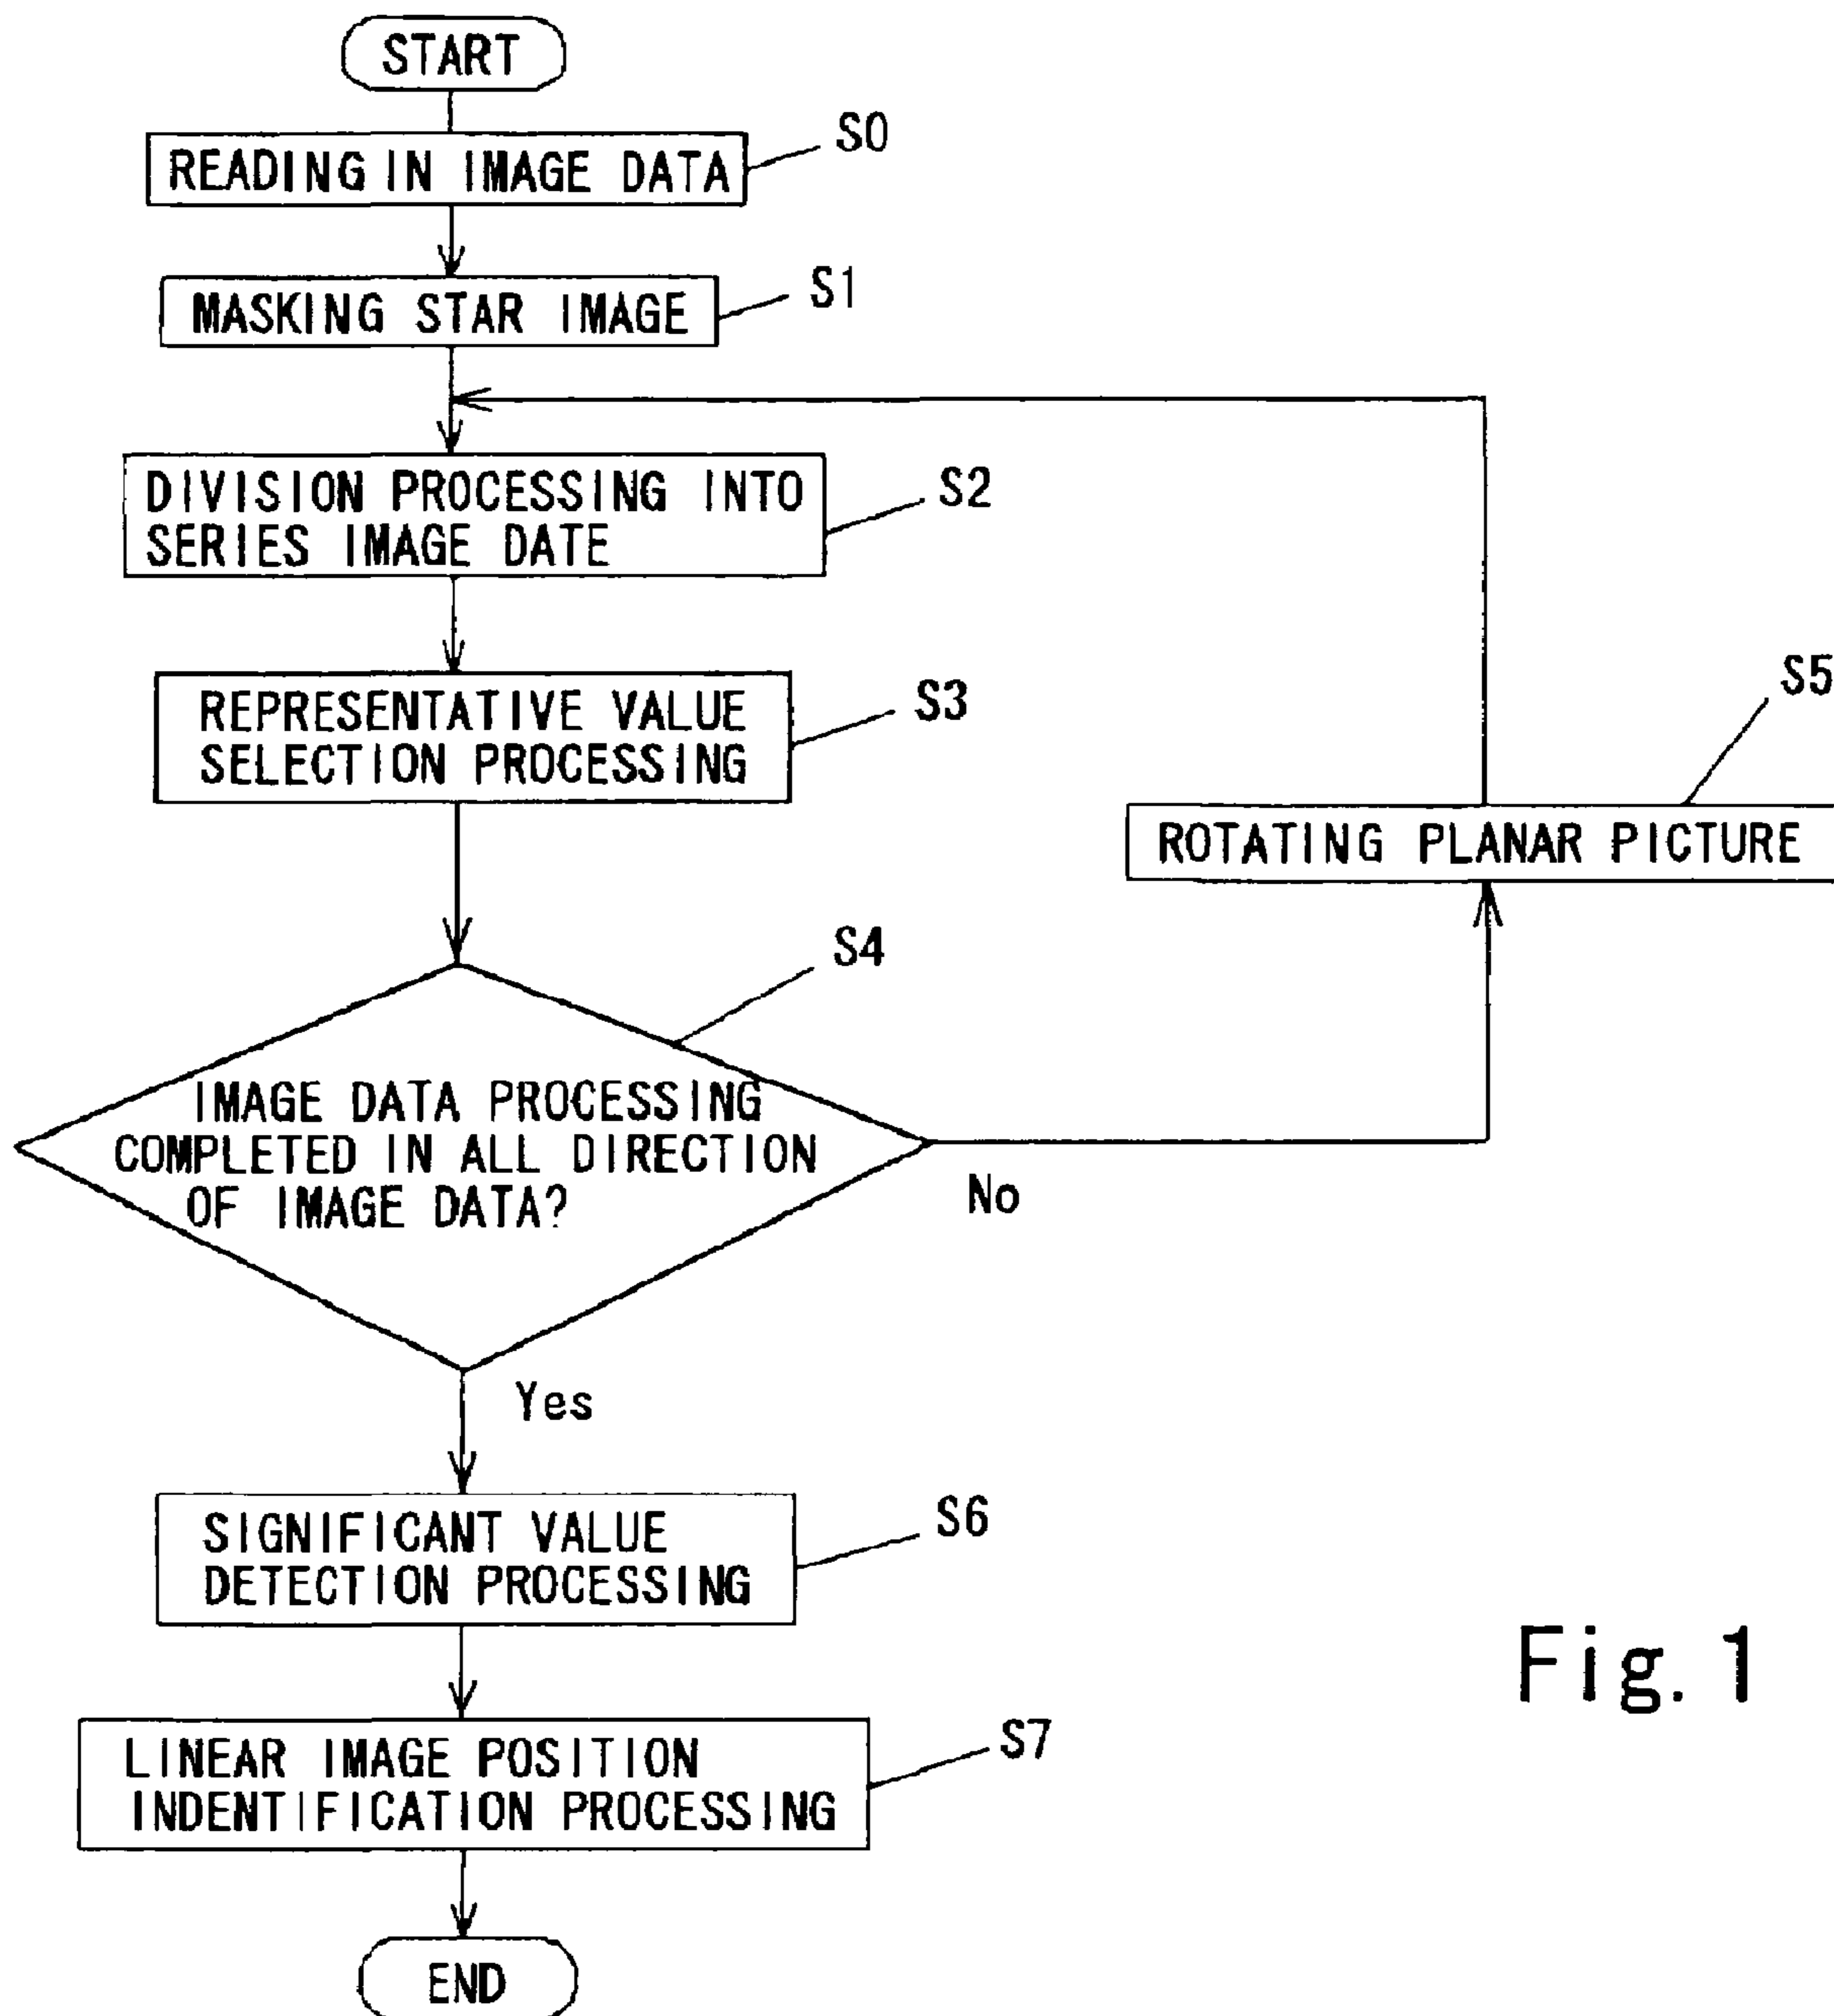 START
READING IN IMAGE DATA
S0
MASKING STAR IMAGE
S1
DIVISION PROCESSING INTO
SERIES IMAGE DATE
S2
REPRESENTATIVE VALUE
SELECTION PROCESSING
S3
S5
ROTATING PLANAR PICTURE
S4
IMAGE DATA PROCESSING
COMPLETED IN ALL DIRECTION
OF IMAGE DATA?
No
Yes
SIGNIFICANT VALUE
DETECTION PROCESSING
S6
LINEAR IMAGE POSITION
INDENTIFICATION PROCESSING
S7
END
Fig. 1